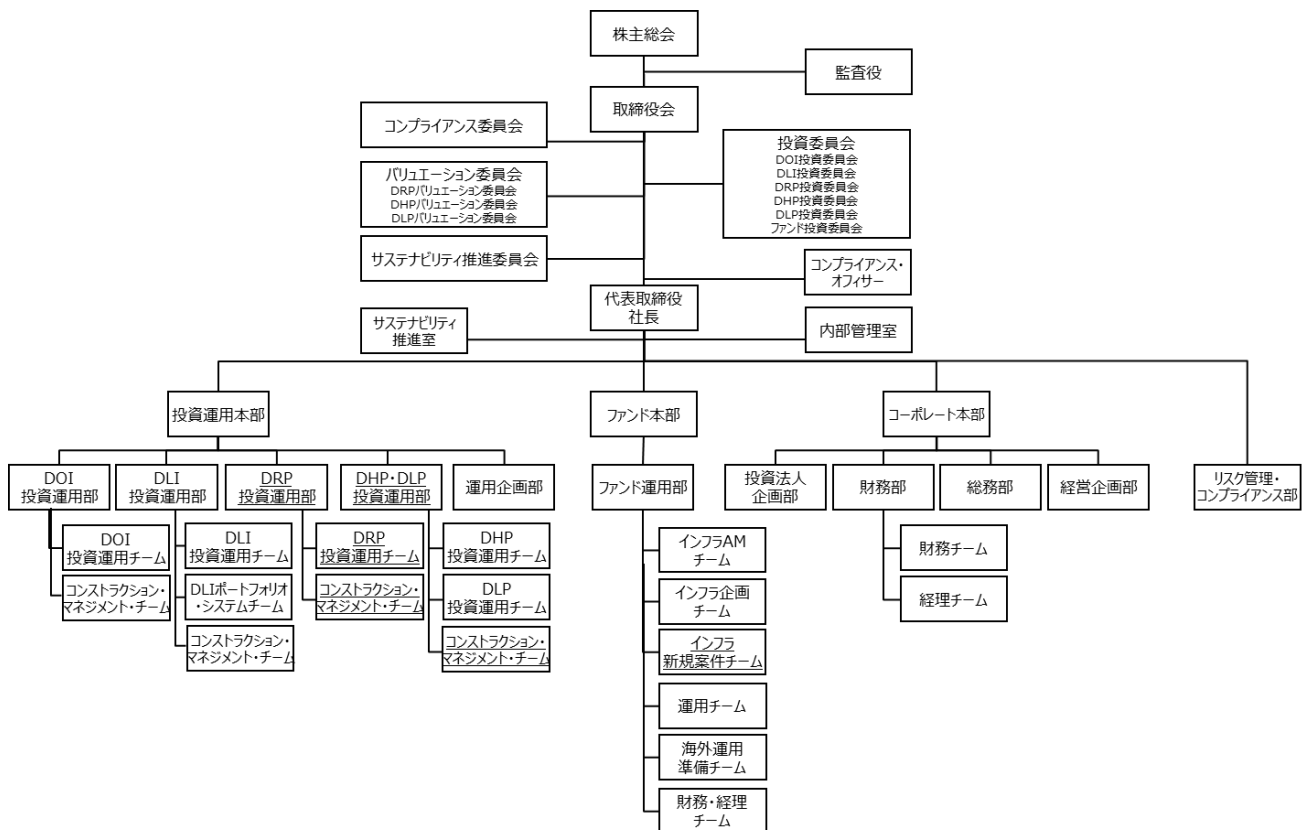 株主総会
監査役
取締役会
コンプライアンス委員会
投資委員会
DOI投資委員会
DLI投資委員会
DRP投資委員会
DHP投資委員会
DLP投資委員会
ファンド投資委員会
バリュエーション委員会
DRPバリュエーション委員会
DHPバリュエーション委員会
DLPバリュエーション委員会
サステナビリティ推進委員会
コンプライアンス・
オフィサー
代表取締役
社長
サステナビリティ
推進室
内部管理室
投資運用本部
ファンド本部
コーポレート本部
DOI
投資運用部
DLI
投資運用部
DRP
投資運用部
DHP・DLP
投資運用部
運用企画部
ファンド運用部
投資法人
企画部
財務部
総務部
経営企画部
リスク管理・
コンプライアンス部
DOI
投資運用チーム
コンストラクション・
マネジメント・チーム
DLI
投資運用チーム
DLIポートフォリオ
・システムチーム
コンストラクション・
マネジメント・チーム
DRP
投資運用チーム
コンストラクション・
マネジメント・チーム
DHP
投資運用チーム
DLP
投資運用チーム
コンストラクション・
マネジメント・チーム
インフラAM
チーム
インフラ企画
チーム
インフラ
新規案件チーム
運用チーム
海外運用
準備チーム
財務・経理
チーム
財務チーム
経理チーム